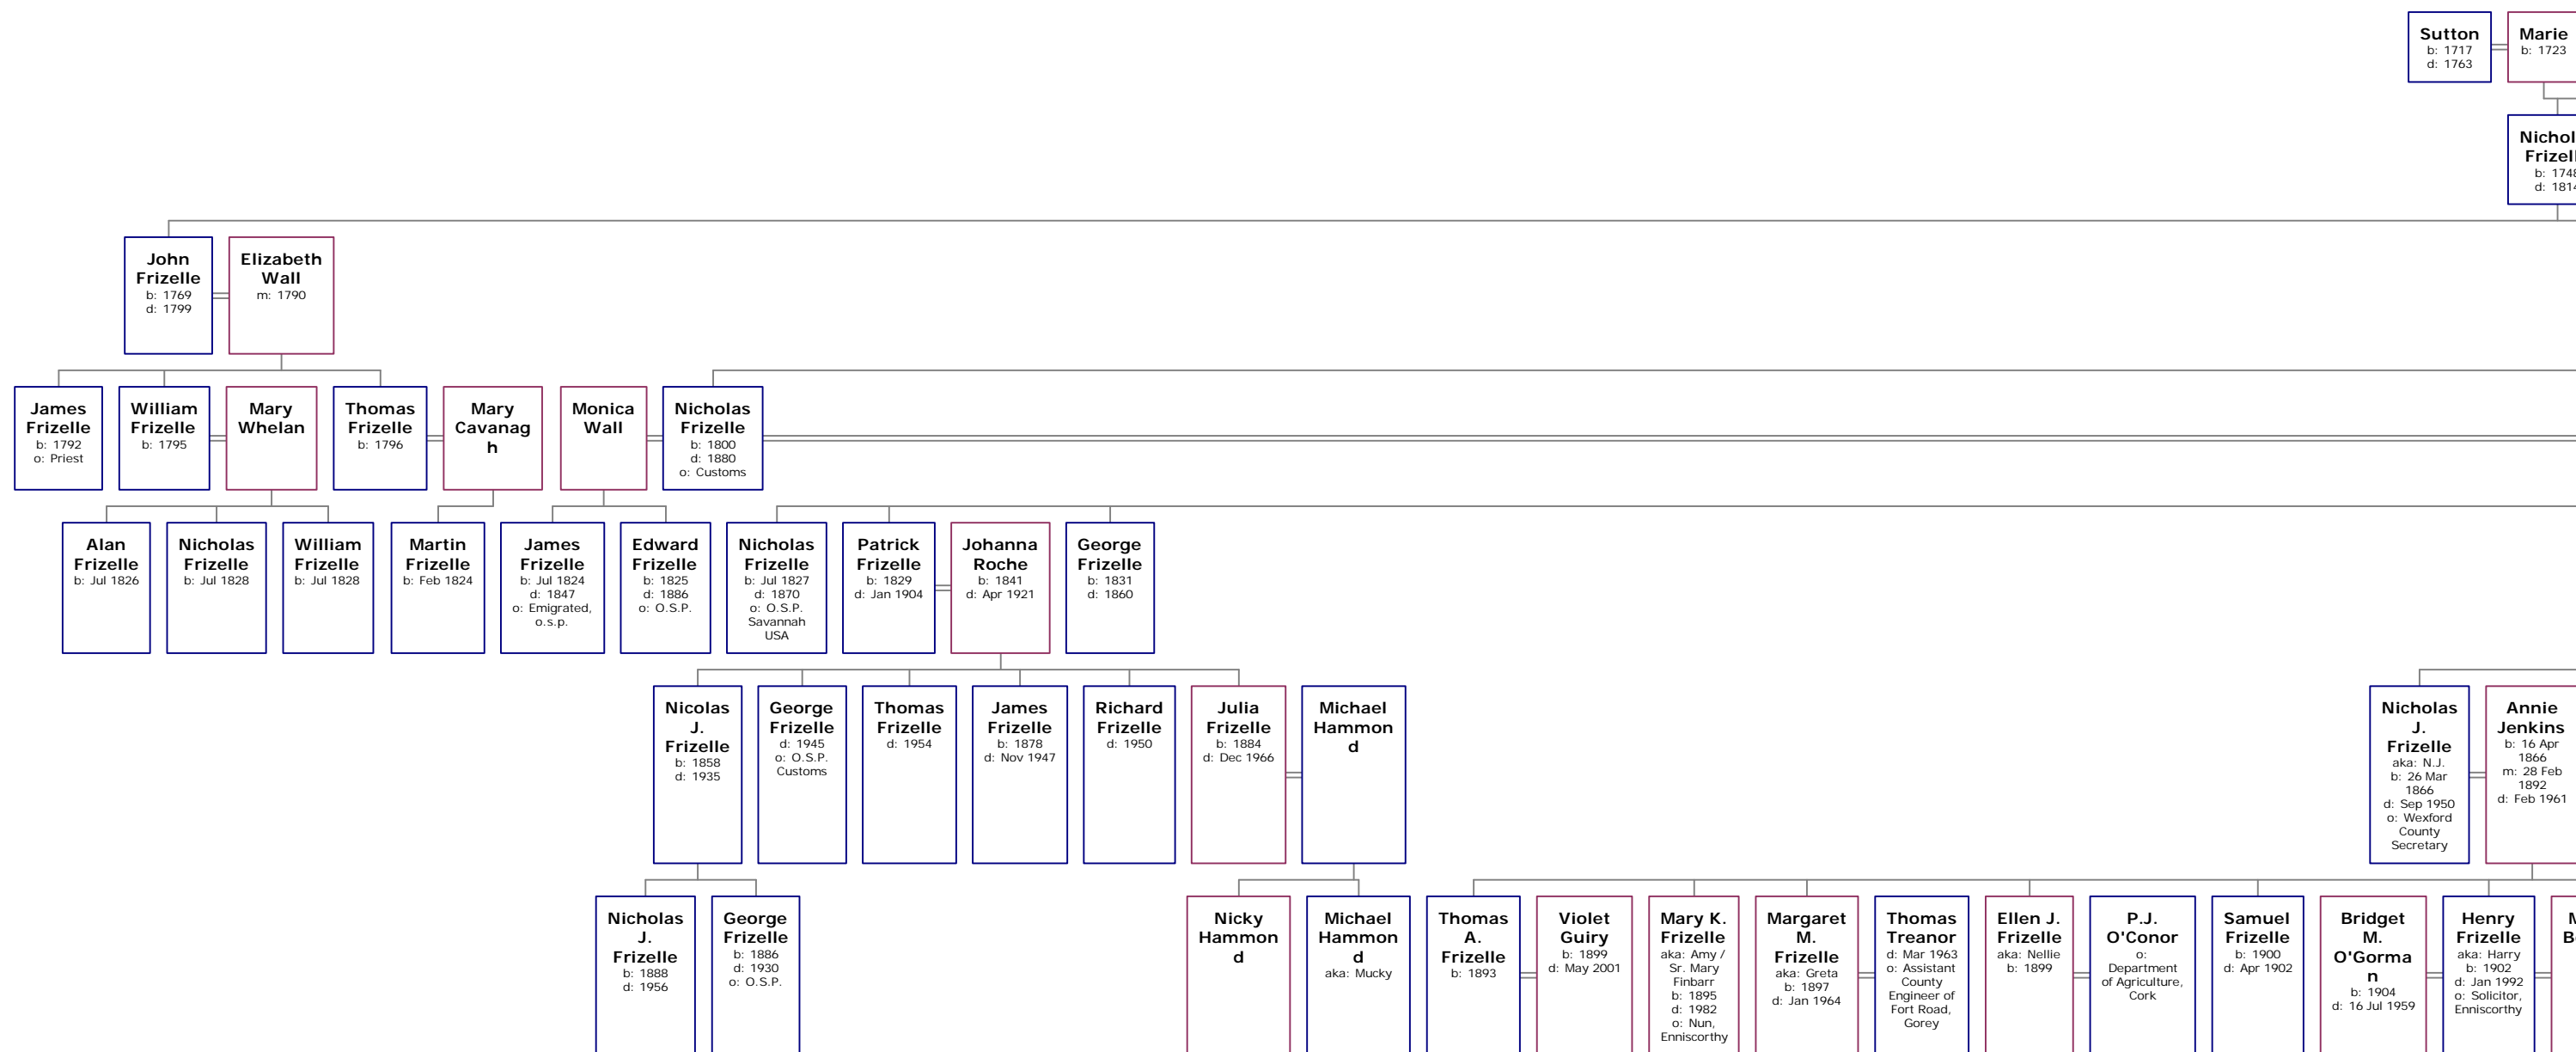 Sutton
b: 1717
d: 1763
Marie
b: 1723
b: 1748
d: 1814
John
Frizelle
b: 1769
d: 1799
Elizabeth
Wall
m: 1790
James
Frizelle
b: 1792
o: Priest
William
Frizelle
b: 1795
Mary
Whelan
Thomas
Frizelle
b: 1796
Mary
Cavanag
h
Monica
Wall
Nicholas
Frizelle
b: 1800
d: 1880
o: Customs
Alan
Frizelle
b: Jul 1826
Nicholas
Frizelle
b: Jul 1828
William
Frizelle
b: Jul 1828
Martin
Frizelle
b: Feb 1824
James
Frizelle
b: Jul 1824
d: 1847
o: Emigrated,
o.s.p.
Edward
Frizelle
b: 1825
d: 1886
o: O.S.P.
Nicholas
Frizelle
b: Jul 1827
d: 1870
o: O.S.P.
Savannah
USA
Patrick
Frizelle
b: 1829
d: Jan 1904
Johanna
Roche
b: 1841
d: Apr 1921
George
Frizelle
b: 1831
d: 1860
Nicolas
J.
Frizelle
b: 1858
d: 1935
George
Frizelle
d: 1945
o: O.S.P.
Customs
Thomas
Frizelle
d: 1954
James
Frizelle
b: 1878
d: Nov 1947
Richard
Frizelle
d: 1950
Julia
Frizelle
b: 1884
d: Dec 1966
Michael
Hammon
d
Nicholas
J.
Frizelle
aka: N.J.
b: 26 Mar
1866
d: Sep 1950
o: Wexford
County
Secretary
Annie
Jenkins
b: 16 Apr
1866
m: 28 Feb
1892
d: Feb 1961
Nicholas
J.
Frizelle
b: 1888
d: 1956
George
Frizelle
b: 1886
d: 1930
o: O.S.P.
Nicky
Hammon
d
Michael
Hammon
d
aka: Mucky
Thomas
A.
Frizelle
b: 1893
Violet
Guiry
b: 1899
d: May 2001
Mary K.
Frizelle
aka: Amy /
Sr. Mary
Finbarr
b: 1895
d: 1982
o: Nun,
Enniscorthy
Margaret
M.
Frizelle
aka: Greta
b: 1897
d: Jan 1964
Thomas
Treanor
d: Mar 1963
o: Assistant
County
Engineer of
Fort Road,
Gorey
Ellen J.
Frizelle
aka: Nellie
b: 1899
P.J.
O'Conor
o:
Department
of Agriculture,
Cork
Samuel
Frizelle
b: 1900
d: Apr 1902
Bridget
M.
O'Gorma
n
b: 1904
d: 16 Jul 1959
Henry
Frizelle
aka: Harry
b: 1902
d: Jan 1992
o: Solicitor,
Enniscorthy